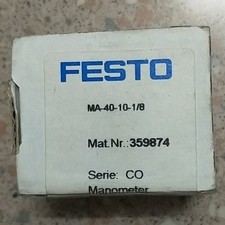 FESTO
MA-40-10-1/8
Mat.Nr.:359874
Serie: CO
Manometer